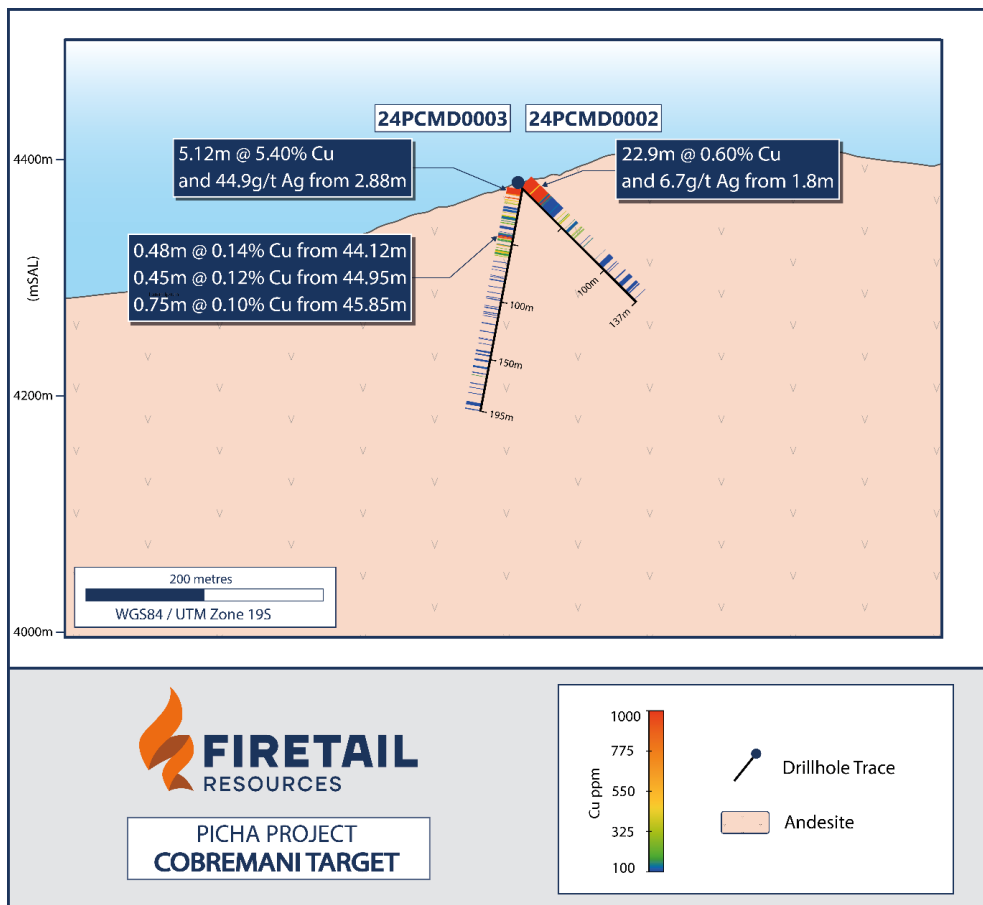 24PCMD0003
24PCMD0002
4400m
5.12m @ 5.40% Cu
and 44.9g/t Ag from 2.88m
22.9m @ 0.60% Cu
and 6.7g/t Ag from 1.8m
0.48m @ 0.14% Cu from 44.12m
0.45m @ 0.12% Cu from 44.95m
0.75m @ 0.10% Cu from 45.85m
(mSAL)
100m
100m
137m
150m
195m
4200m
4000m
200 metres
WGS84 / UTM Zone 19S
FIRETAIL
RESOURCES
PICHA PROJECT
COBREMANI TARGET
Cu ppm
1000
775
550
325
100
Drillhole Trace
Andesite